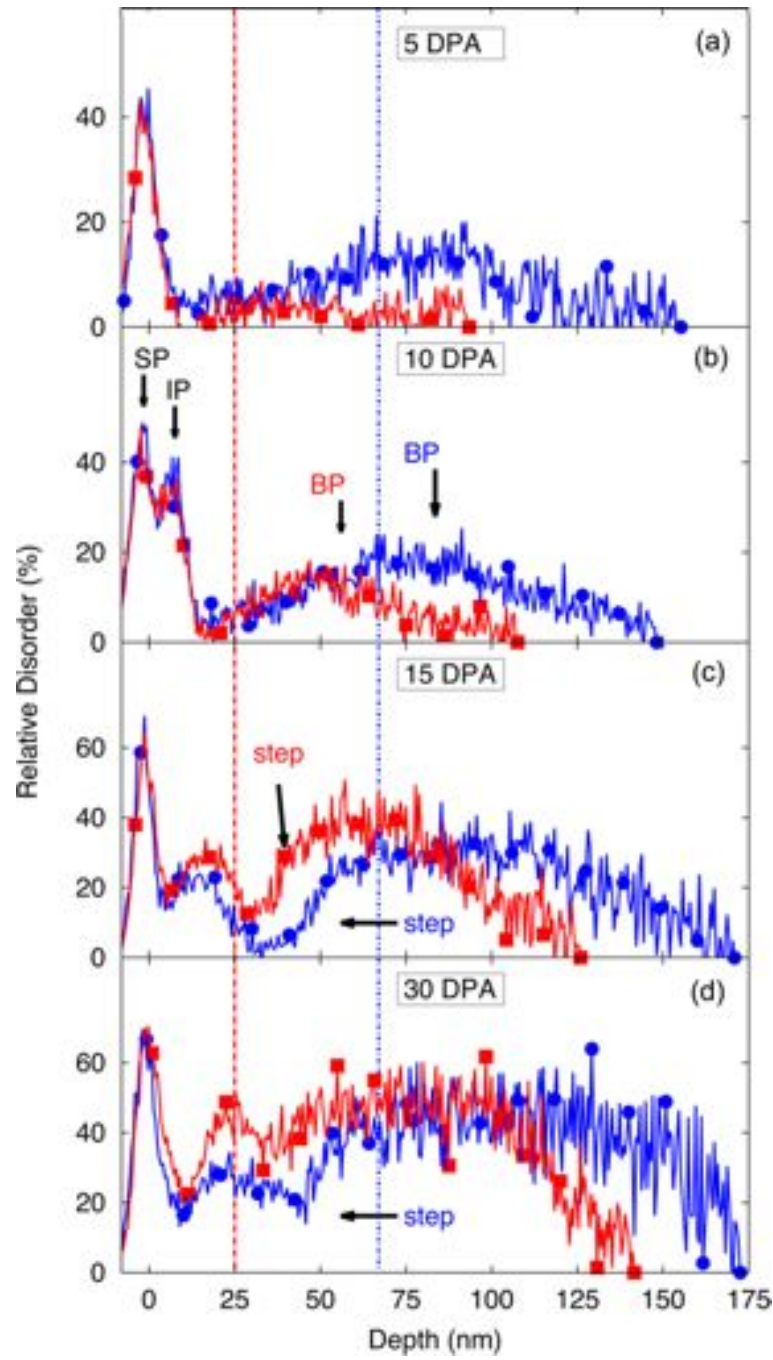 5 DPA
(a)
40
20
0
SP
IP
10 DPA
(b)
BP
BP
40
20
0
15 DPA
(c)
step
60
40
20
step
0
30 DPA
(d)
60
40
20
step
0
0 25 50 75 100 125 150 175
Relative Disorder (%)
Depth (nm)